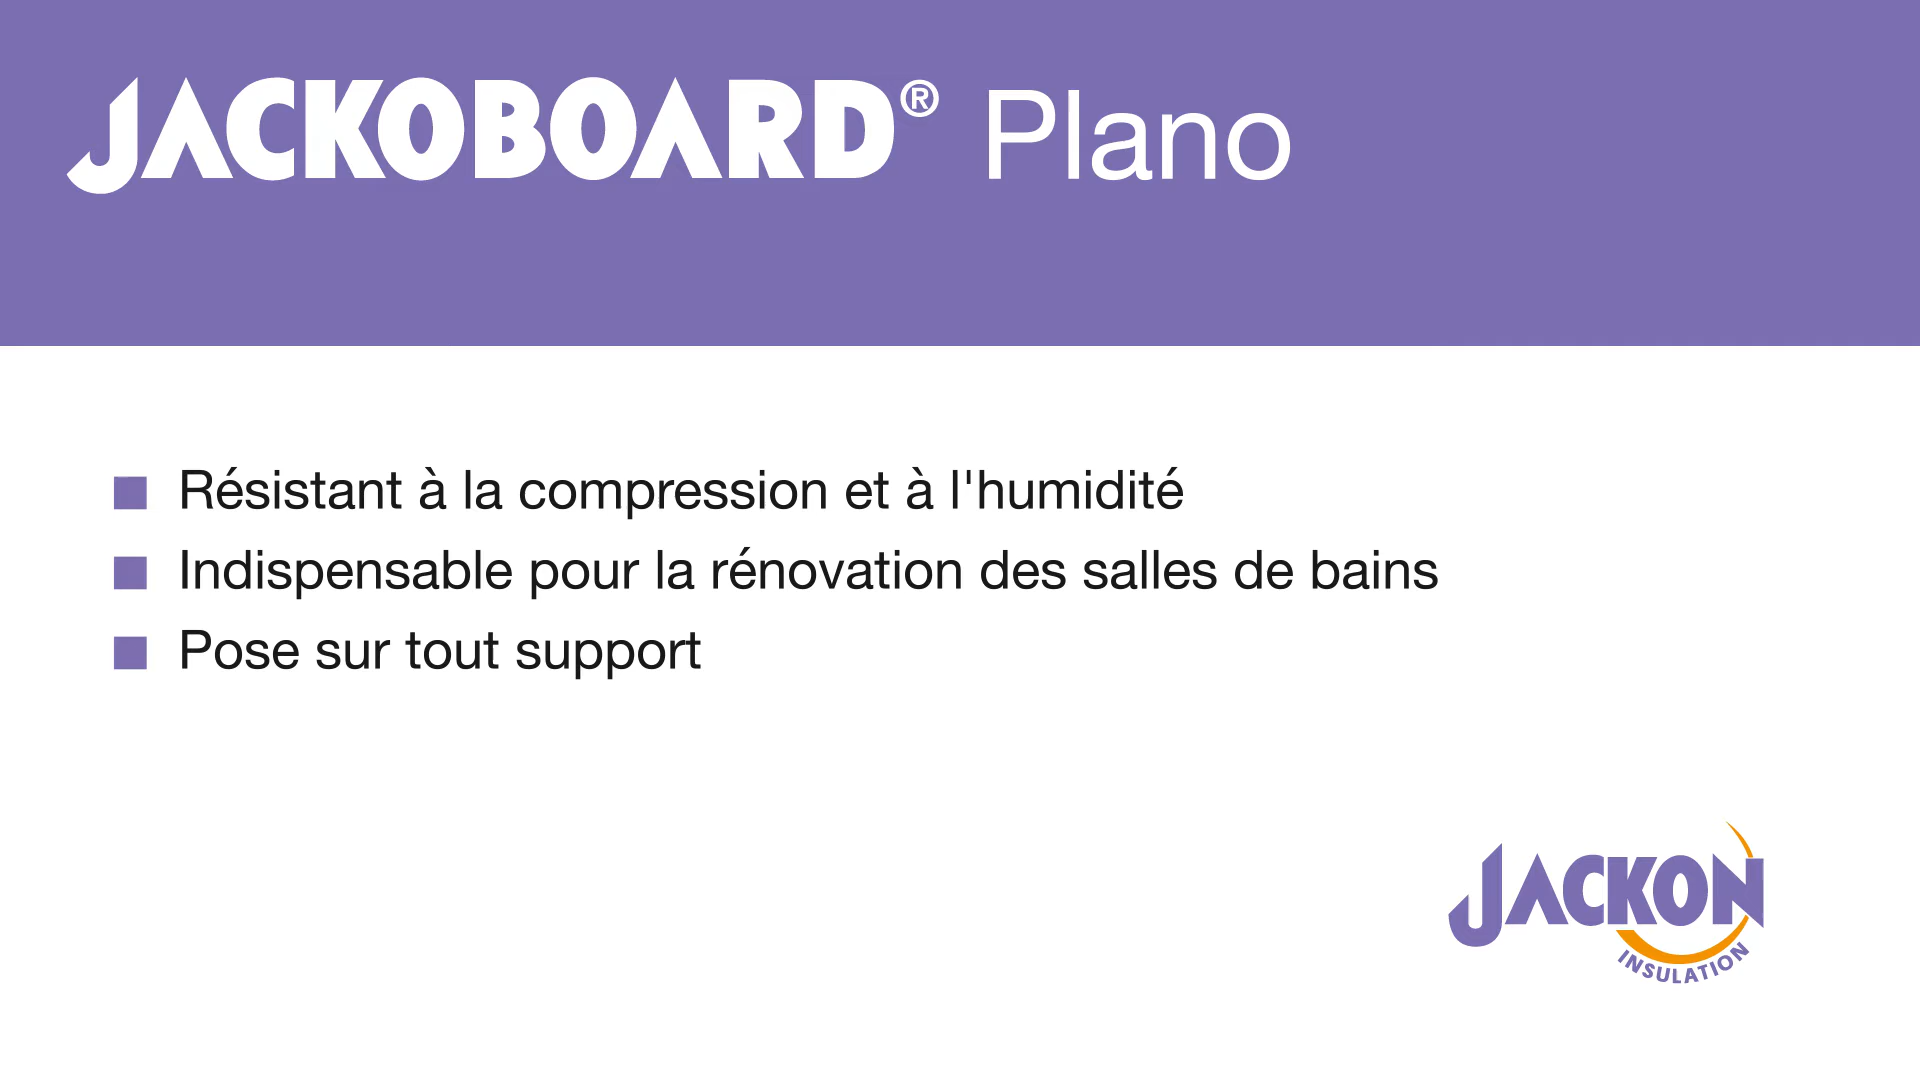 JACKOBOARD® Plano
Résistant à la compression et à l'humidité
Indispensable pour la rénovation des salles de bains
Pose sur tout support
JACKON
INSULATION